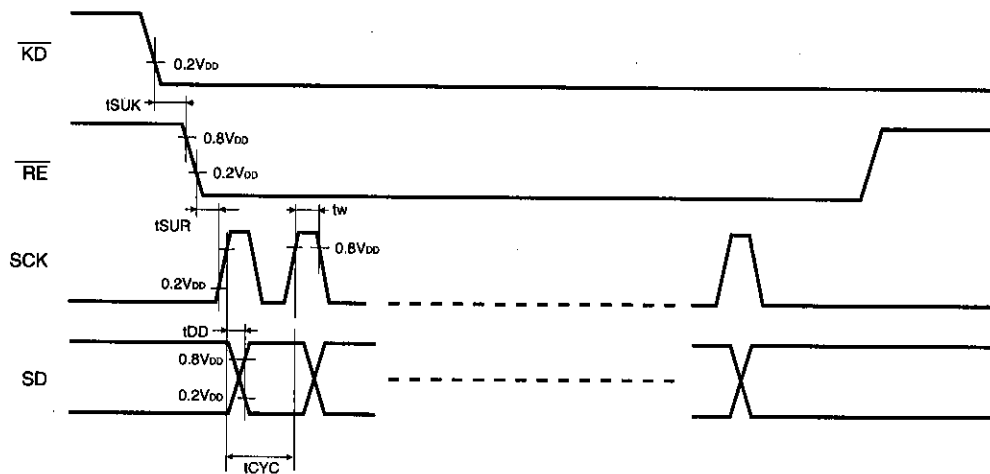 KD
0.2VDD
tSUK
0.8VDD
RE
0.2VDD
tSUR
tw
0.8VDD
SCK
0.2VDD
tDD
0.8VDD
SD
0.2VDD
tCYC